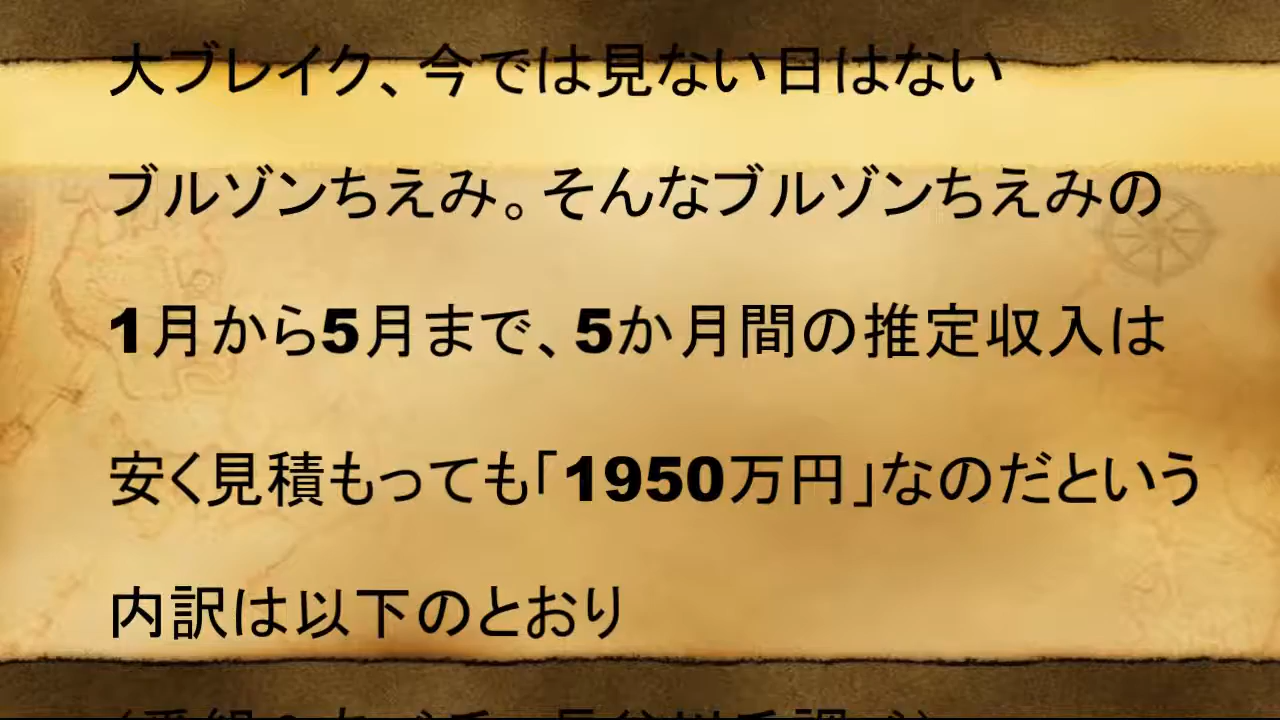 大ブレイク、今では見ない日はない
ブルゾンちえみ。そんなブルゾンちえみの
1月から5月まで、5か月間の推定収入は
安く見積もっても「1950万円」なのだという
内訳は以下のとおり